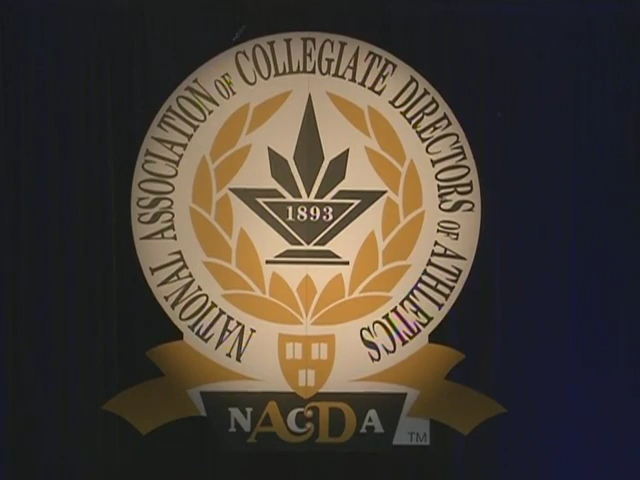 NATIONAL ASSOCIATION OF COLLEGIATE DIRECTORS OF ATHLETICS
1893
NACDA
TM